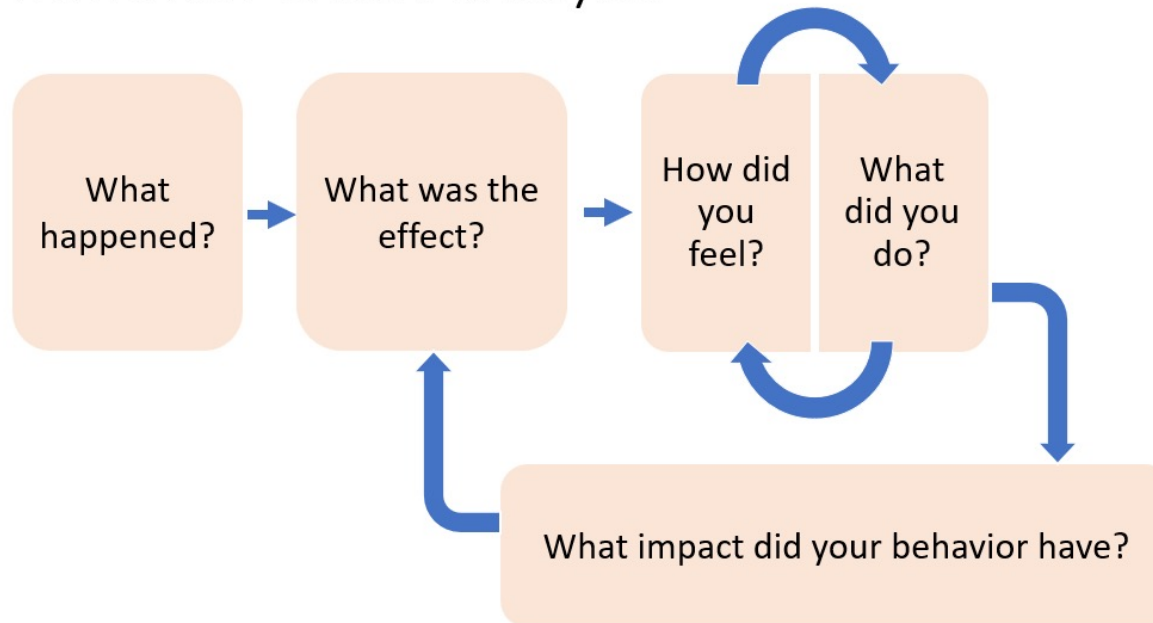 What
happened?
What was the
effect?
How did
you
feel?
What
did you
do?
What impact did your behavior have?